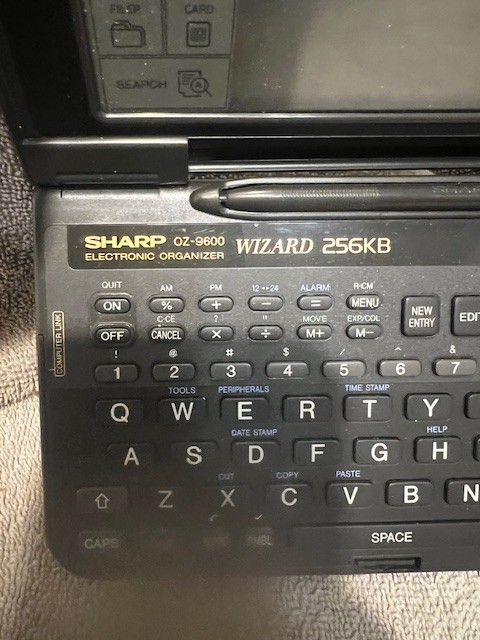 FILER CARD
SEARCH
SHARP OZ-9600 WIZARD 256KB
ELECTRONIC ORGANIZER
QUIT AM PM 12↔24 ALARM R·CM
ON % + − = MENU NEW ENTRY EDIT
C·CE ? " MOVE EXP/COL
OFF CANCEL × ÷ M+ M−
COMPUTER LINK
! @ # $ / ^ &
1 2 3 4 5 6 7
TOOLS PERIPHERALS TIME STAMP
Q W E R T Y
DATE STAMP HELP
A S D F G H
CUT COPY PASTE
⇧ Z X C V B N
CAPS SMBL SPACE